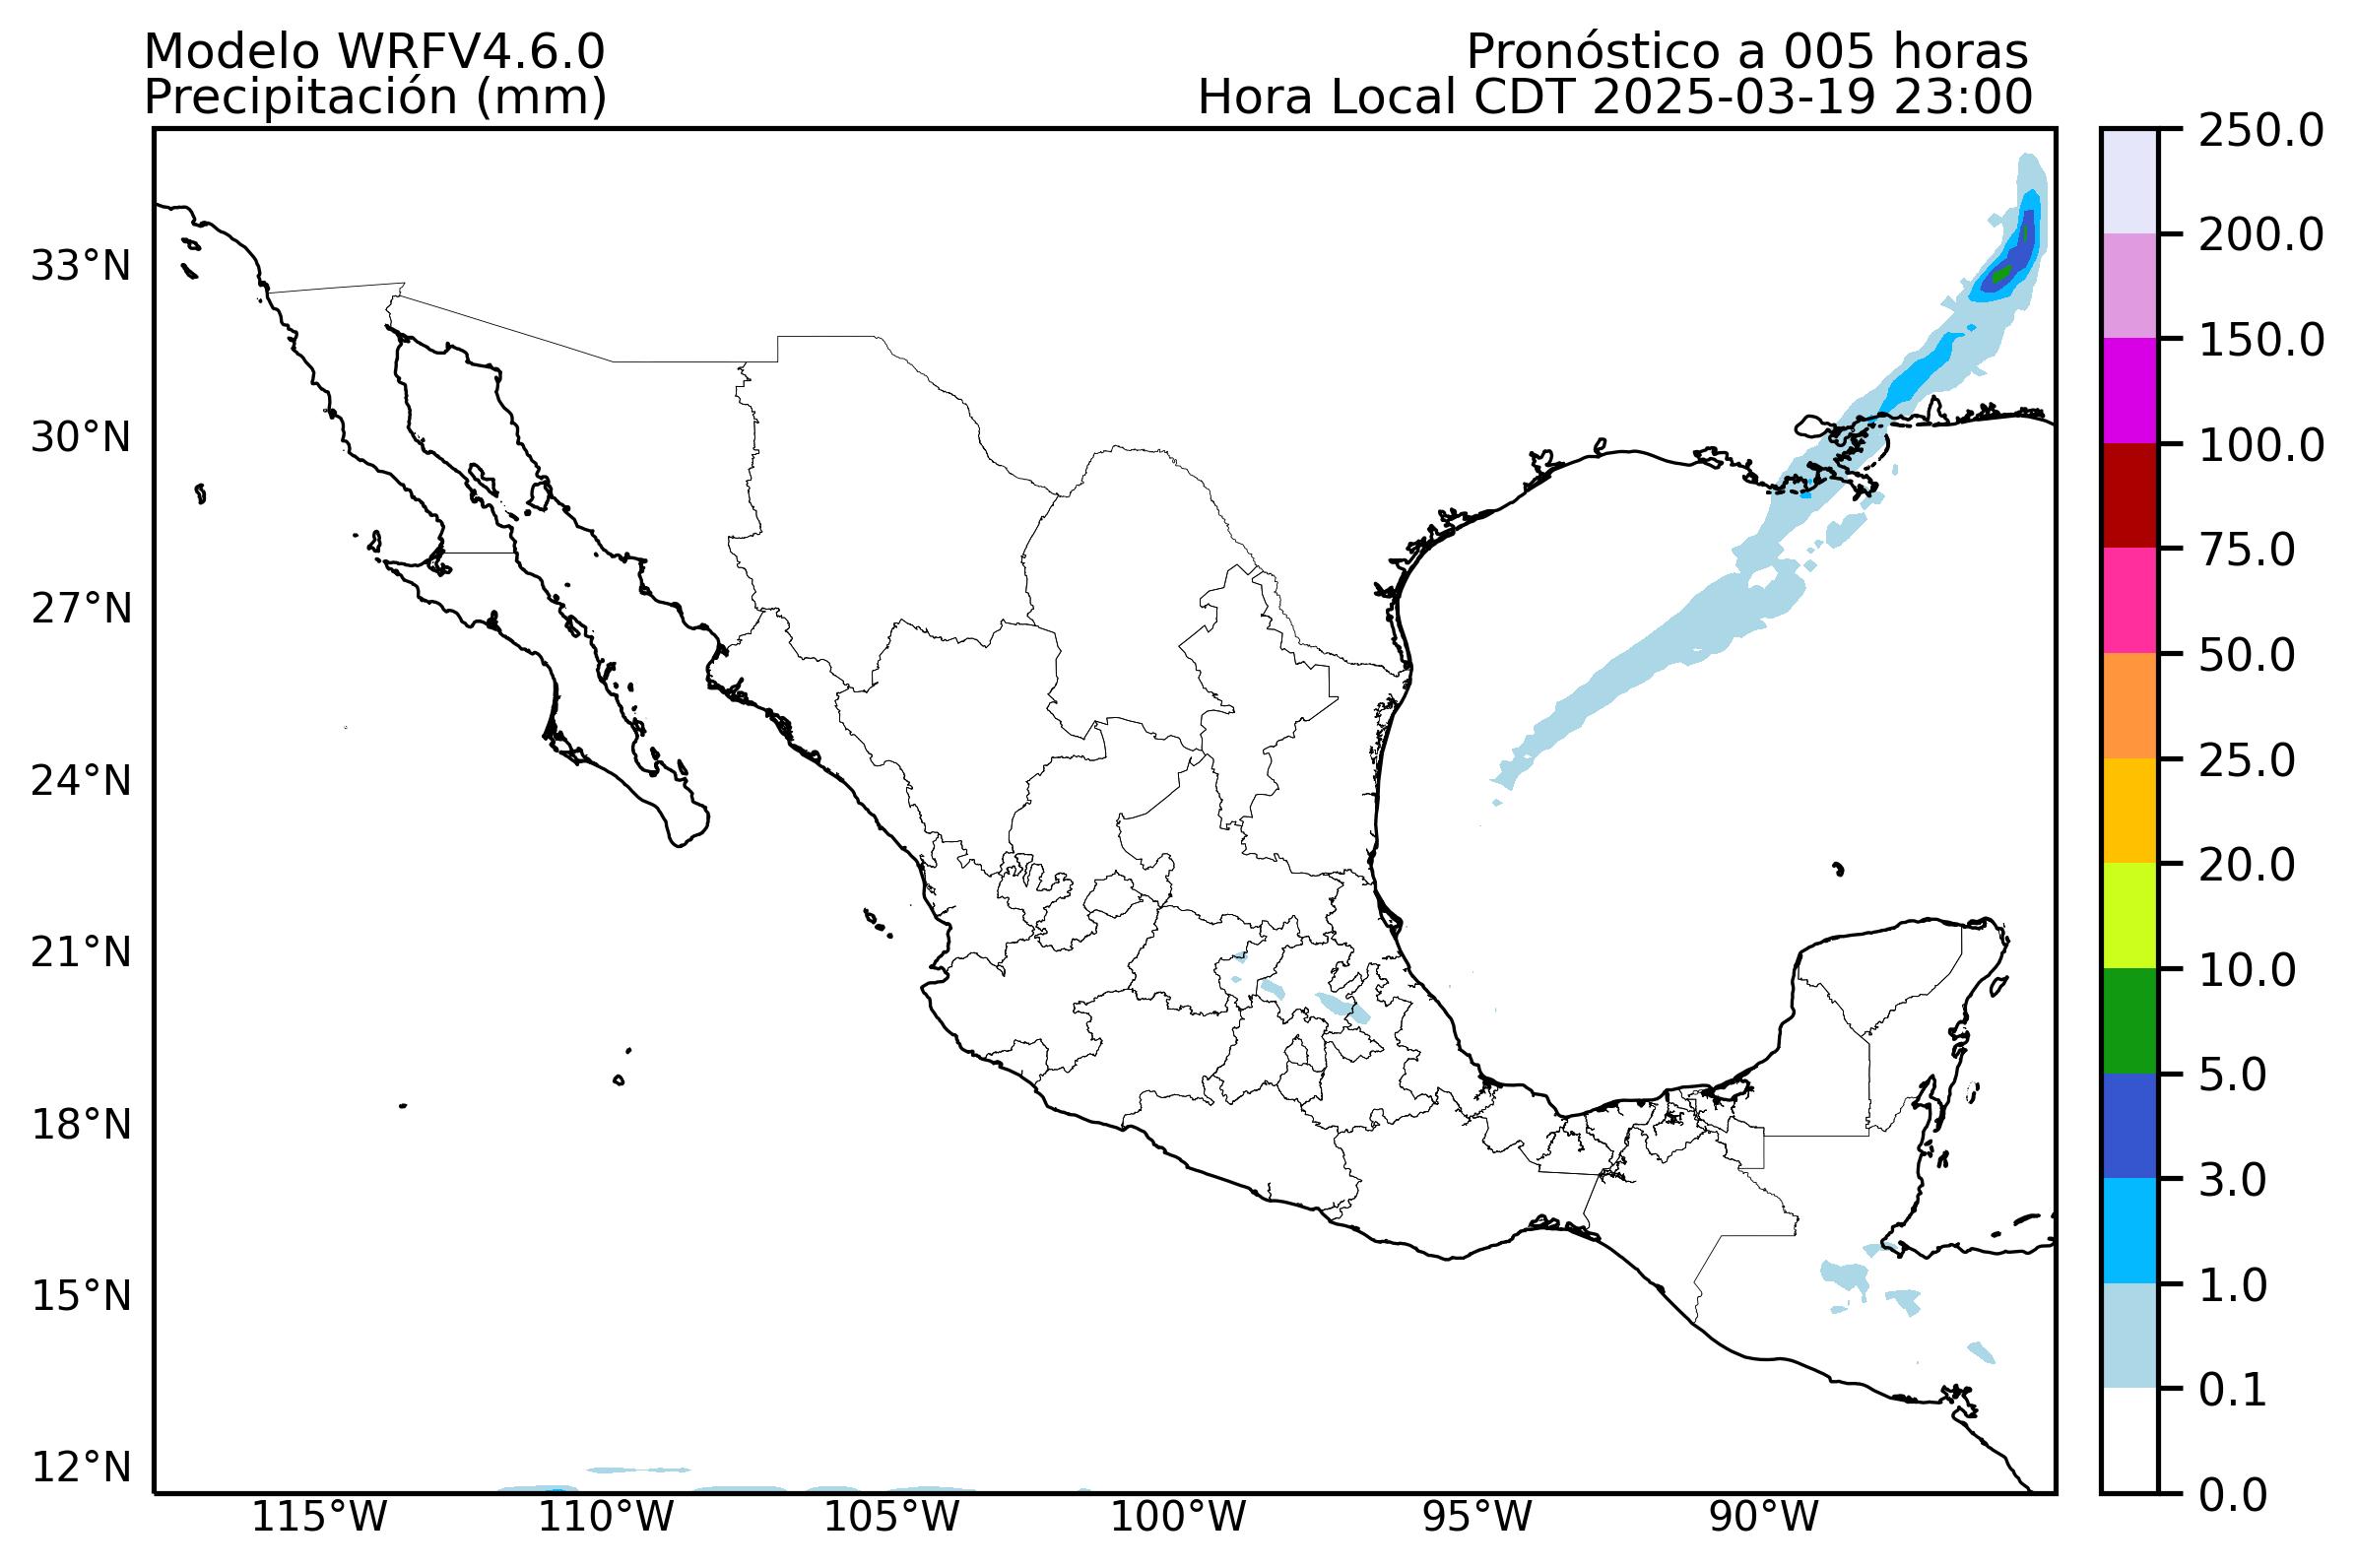 Modelo WRFV4.6.0
Pronóstico a 005 horas
Precipitación (mm)
Hora Local CDT 2025-03-19 23:00
33°N
30°N
27°N
24°N
21°N
18°N
15°N
12°N
115°W
110°W
105°W
100°W
95°W
90°W
250.0
200.0
150.0
100.0
75.0
50.0
25.0
20.0
10.0
5.0
3.0
1.0
0.1
0.0